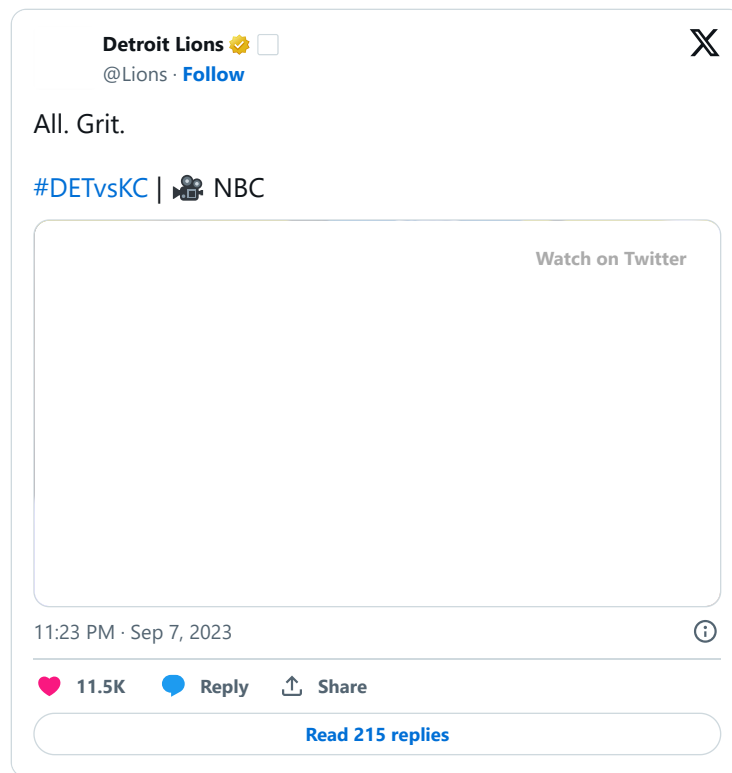 Detroit Lions
@Lions · Follow
All. Grit.
#DETvsKC | 🎥 NBC
Watch on Twitter
11:23 PM · Sep 7, 2023
11.5K Reply Share
Read 215 replies